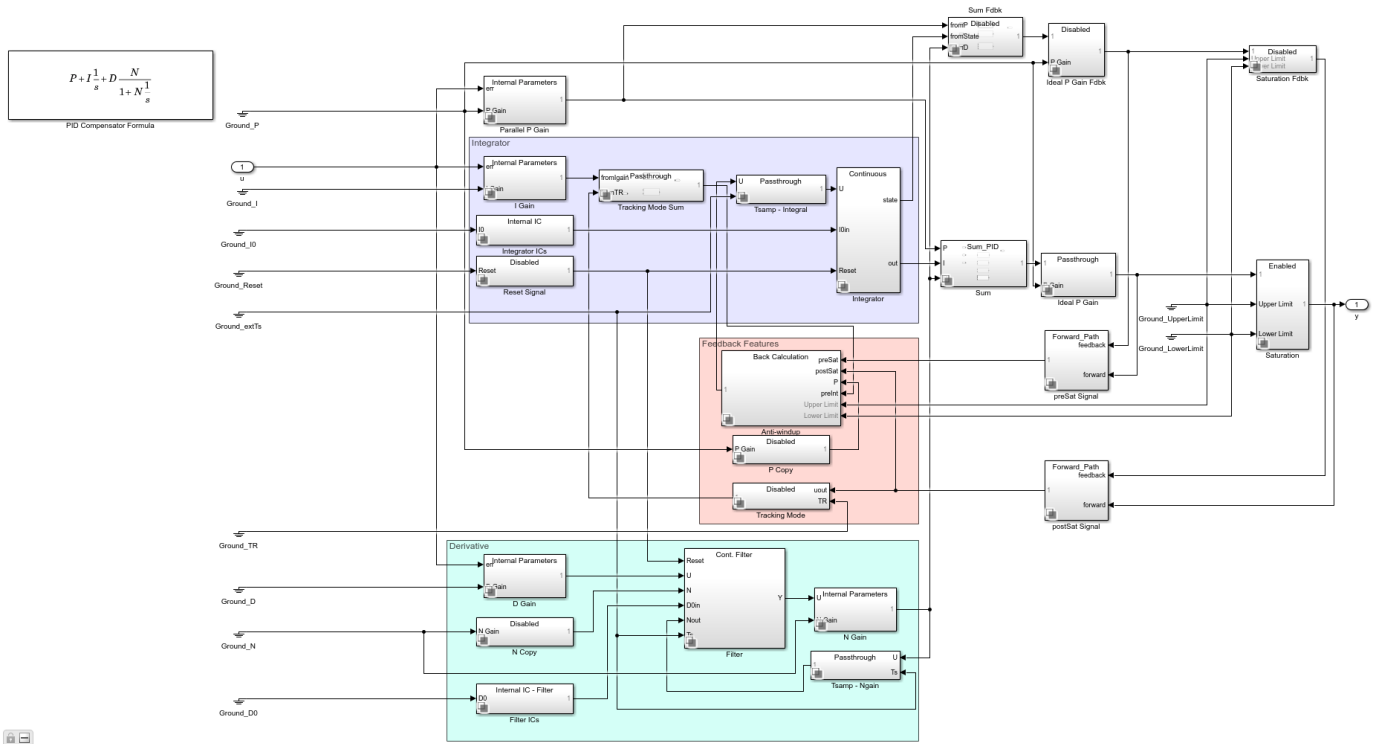 P + I 1/s + D N / (1 + N 1/s)
PID Compensator Formula
Ground_P
1
u
Ground_I
Ground_I0
Ground_Reset
Ground_extTs
Ground_TR
Ground_D
Ground_N
Ground_D0
Internal Parameters
err
P Gain
1
Parallel P Gain
Integrator
Internal Parameters
err
1
I Gain
Passthrough
1
Tracking Mode Sum
U
Passthrough
1
Tsamp - Integral
Internal IC
I0
1
Integrator ICs
Disabled
Reset
1
Reset Signal
Continuous
U
state
I0in
out
Reset
Integrator
Sum Fdbk
Disabled
fromP
fromState
1
Disabled
1
P Gain
Ideal P Gain Fdbk
Disabled
Upper Limit
1
Saturation Fdbk
Sum_PID
P
I
1
Sum
Passthrough
1
Ideal P Gain
Ground_UpperLimit
Ground_LowerLimit
Enabled
1
Upper Limit
1
Lower Limit
Saturation
1
y
Forward_Path
feedback
1
forward
preSat Signal
Forward_Path
feedback
1
forward
postSat Signal
Feedback Features
Back Calculation
preSat
postSat
P
preInt
Upper Limit
Lower Limit
1
Anti-windup
Disabled
P Gain
1
P Copy
Disabled
uout
TR
Tracking Mode
Derivative
Internal Parameters
err
1
D Gain
Disabled
N Gain
1
N Copy
Internal IC - Filter
D0
1
Filter ICs
Cont. Filter
Reset
U
N
D0in
Nout
Y
Filter
Internal Parameters
U
1
N Gain
Passthrough
U
1
Ts
Tsamp - Ngain